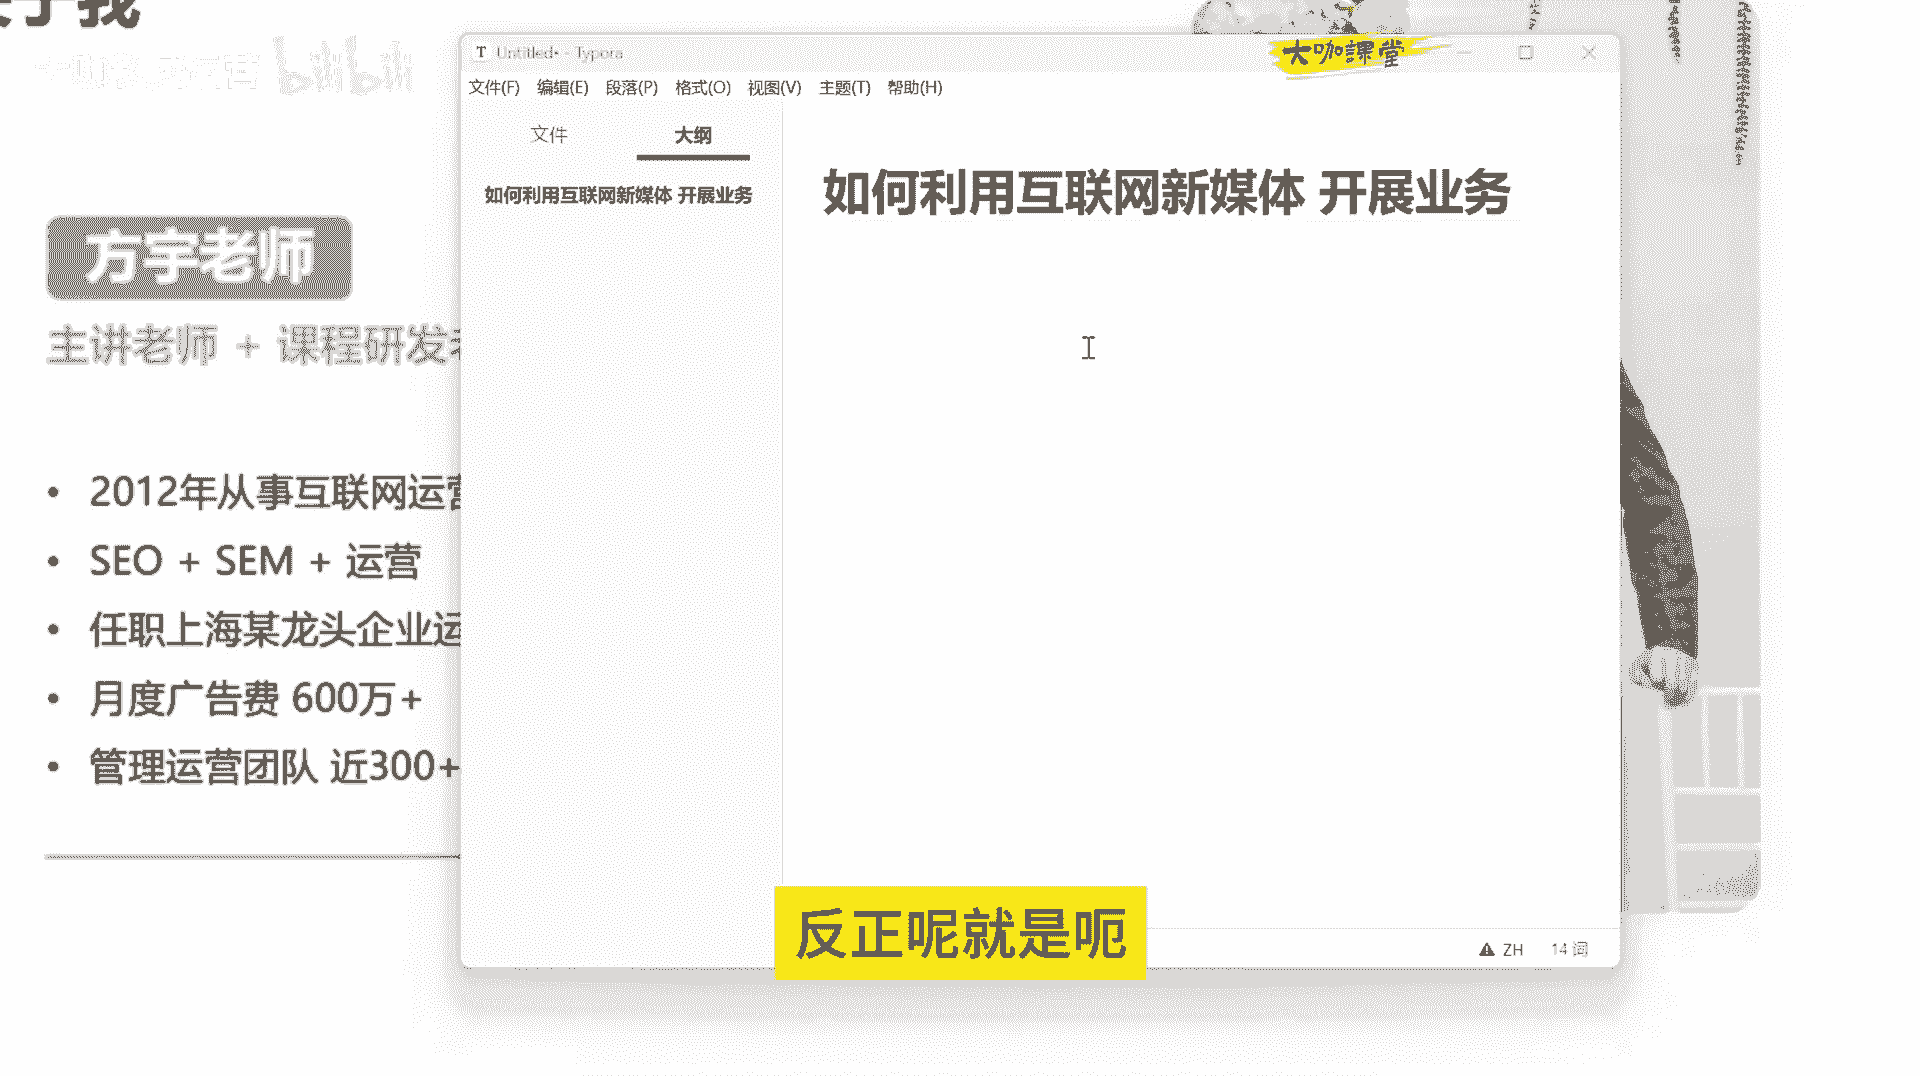 于我
bilibili
T Untitled• - Typora
大咖課堂
文件(F) 编辑(E) 段落(P) 格式(O) 视图(V) 主题(T) 帮助(H)
文件 大纲
如何利用互联网新媒体 开展业务
如何利用互联网新媒体 开展业务
方宇老师
主讲老师 + 课程研发
• 2012年从事互联网运营
• SEO + SEM + 运营
• 任职上海某龙头企业运
• 月度广告费 600万+
• 管理运营团队 近300+
反正呢就是呃
ZH 14 词